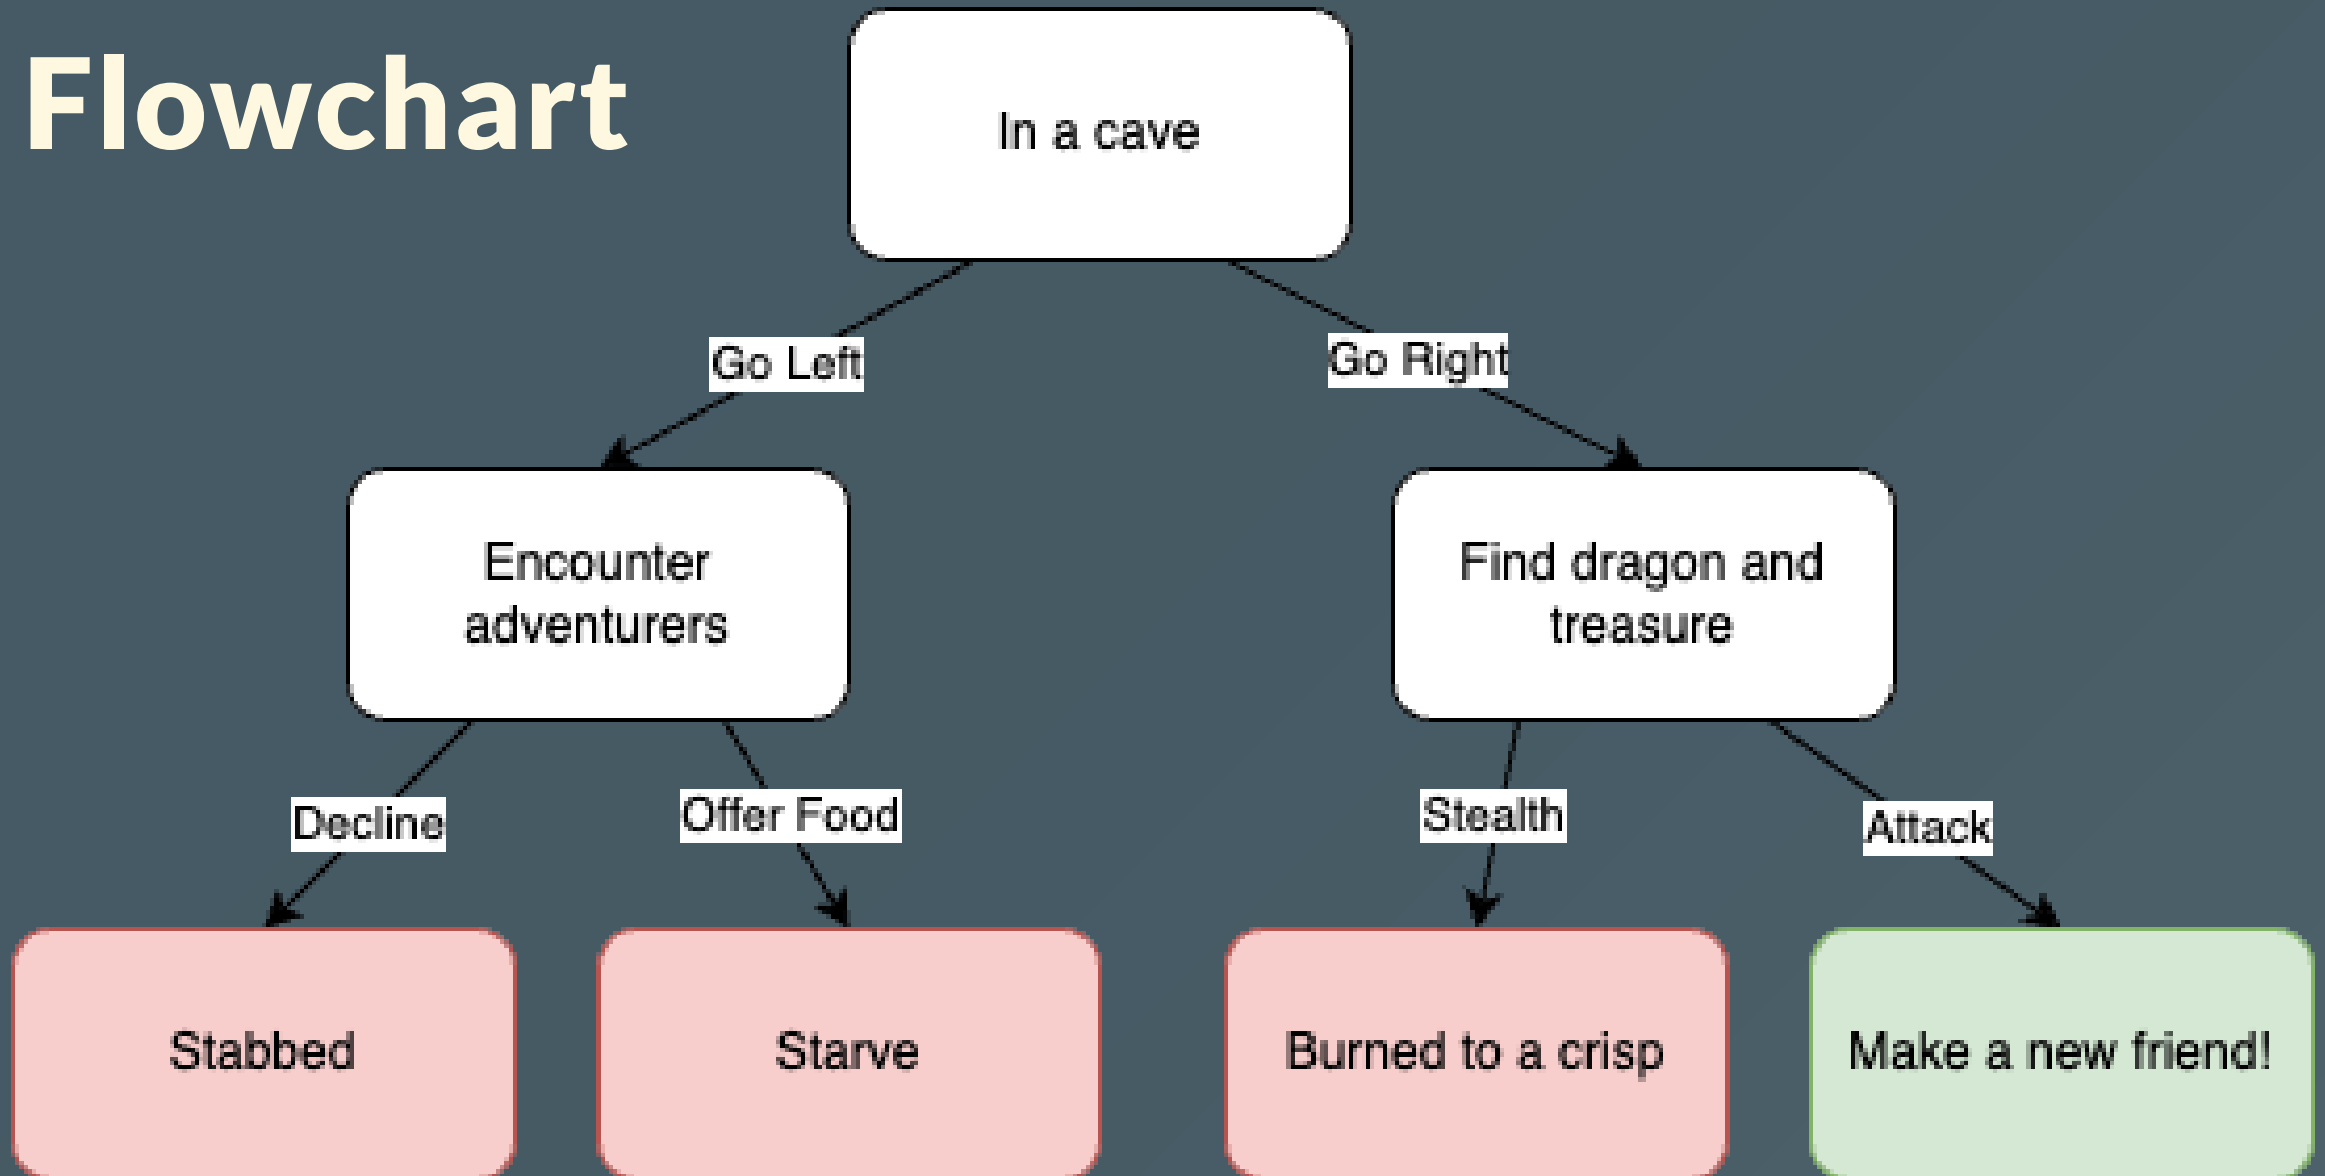 Flowchart
In a cave
Go Left
Go Right
Encounter
adventurers
Find dragon and
treasure
Decline
Offer Food
Stealth
Attack
Stabbed
Starve
Burned to a crisp
Make a new friend!